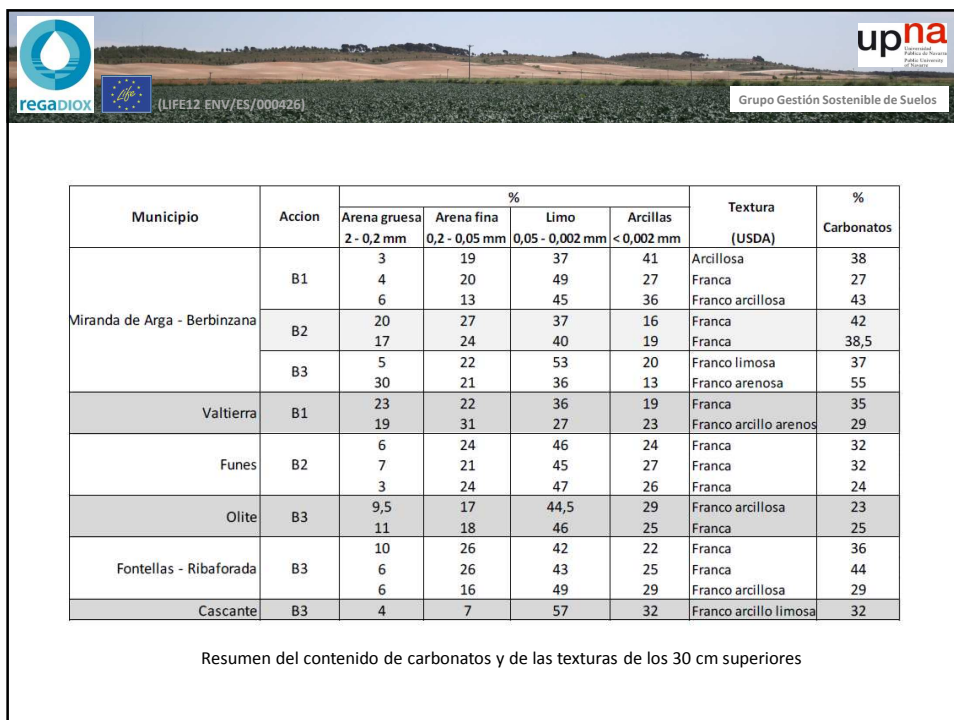 regadiox
Life
(LIFE12 ENV/ES/000426)
upna
Universidad
Pública de Navarra
Public University
of Navarre
Grupo Gestión Sostenible de Suelos
Municipio Accion % Textura (USDA) % Carbonatos
Arena gruesa Arena fina Limo Arcillas
2 - 0,2 mm 0,2 - 0,05 mm 0,05 - 0,002 mm < 0,002 mm
Miranda de Arga - Berbinzana B1 3 19 37 41 Arcillosa 38
4 20 49 27 Franca 27
6 13 45 36 Franco arcillosa 43
B2 20 27 37 16 Franca 42
17 24 40 19 Franca 38,5
B3 5 22 53 20 Franco limosa 37
30 21 36 13 Franco arenosa 55
Valtierra B1 23 22 36 19 Franca 35
19 31 27 23 Franco arcillo arenos 29
Funes B2 6 24 46 24 Franca 32
7 21 45 27 Franca 32
3 24 47 26 Franca 24
Olite B3 9,5 17 44,5 29 Franco arcillosa 23
11 18 46 25 Franca 25
Fontellas - Ribaforada B3 10 26 42 22 Franca 36
6 26 43 25 Franca 44
6 16 49 29 Franco arcillosa 29
Cascante B3 4 7 57 32 Franco arcillo limosa 32
Resumen del contenido de carbonatos y de las texturas de los 30 cm superiores